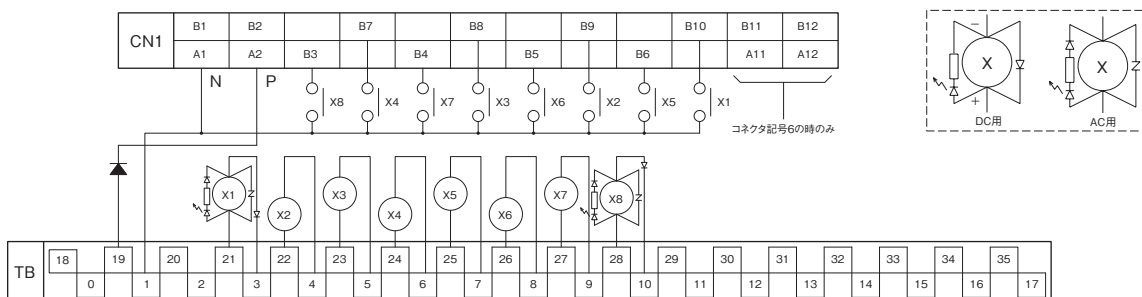 CN1
B1 B2 B7 B8 B9 B10 B11 B12
A1 A2 B3 B4 B5 B6 A11 A12
N P
X8 X4 X7 X3 X6 X2 X5 X1
コネクタ記号6の時のみ
− X X
+
DC用 AC用
X1 X2 X3 X4 X5 X6 X7 X8
TB
18 19 20 21 22 23 24 25 26 27 28 29 30 31 32 33 34 35
0 1 2 3 4 5 6 7 8 9 10 11 12 13 14 15 16 17